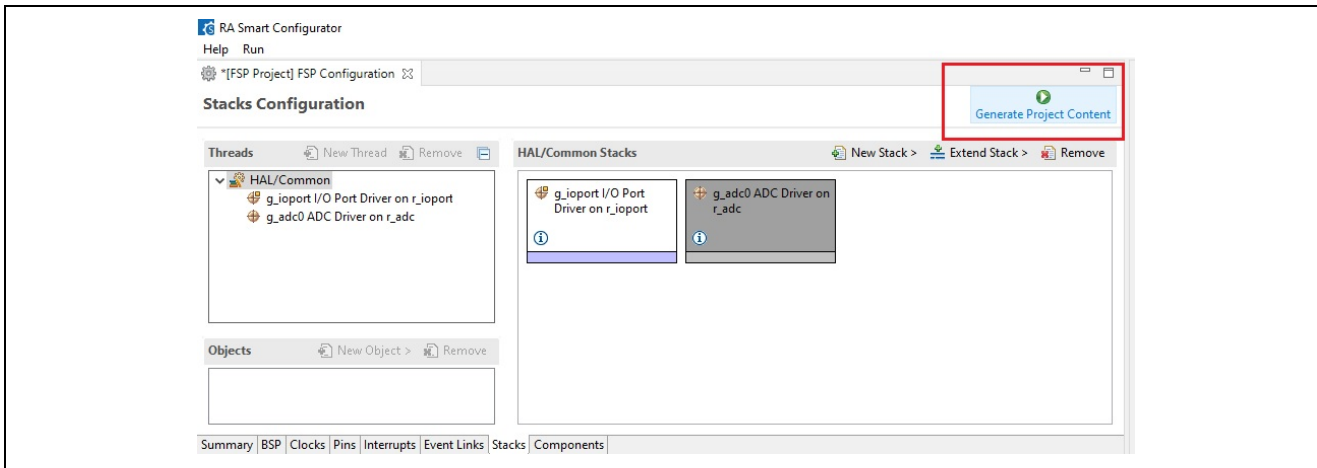 RA Smart Configurator
Help Run
*[FSP Project] FSP Configuration
Stacks Configuration
Generate Project Content
Threads New Thread Remove
HAL/Common Stacks New Stack > Extend Stack > Remove
HAL/Common
g_ioport I/O Port Driver on r_ioport
g_adc0 ADC Driver on r_adc
g_ioport I/O Port
Driver on r_ioport
g_adc0 ADC Driver on
r_adc
Objects New Object > Remove
Summary BSP Clocks Pins Interrupts Event Links Stacks Components